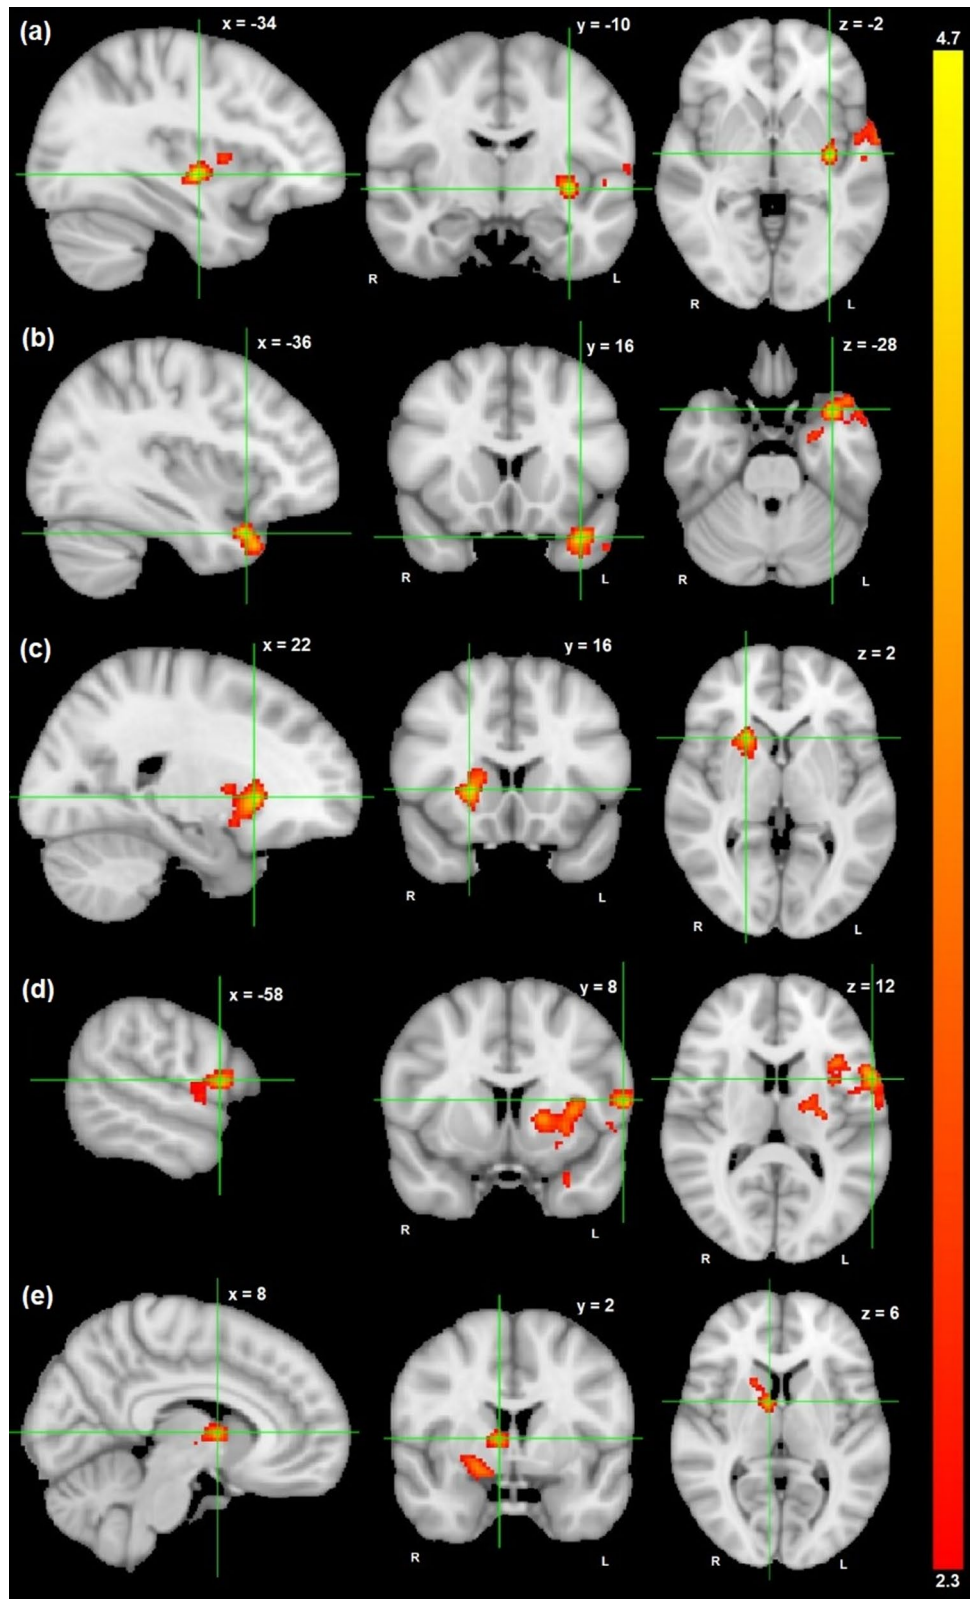 (a) x = -34 y = -10 z = -2
4.7
R L R L
(b) x = -36 y = 16 z = -28
R L R L
(c) x = 22 y = 16 z = 2
R L R L
(d) x = -58 y = 8 z = 12
R L R L
(e) x = 8 y = 2 z = 6
R L R L
2.3